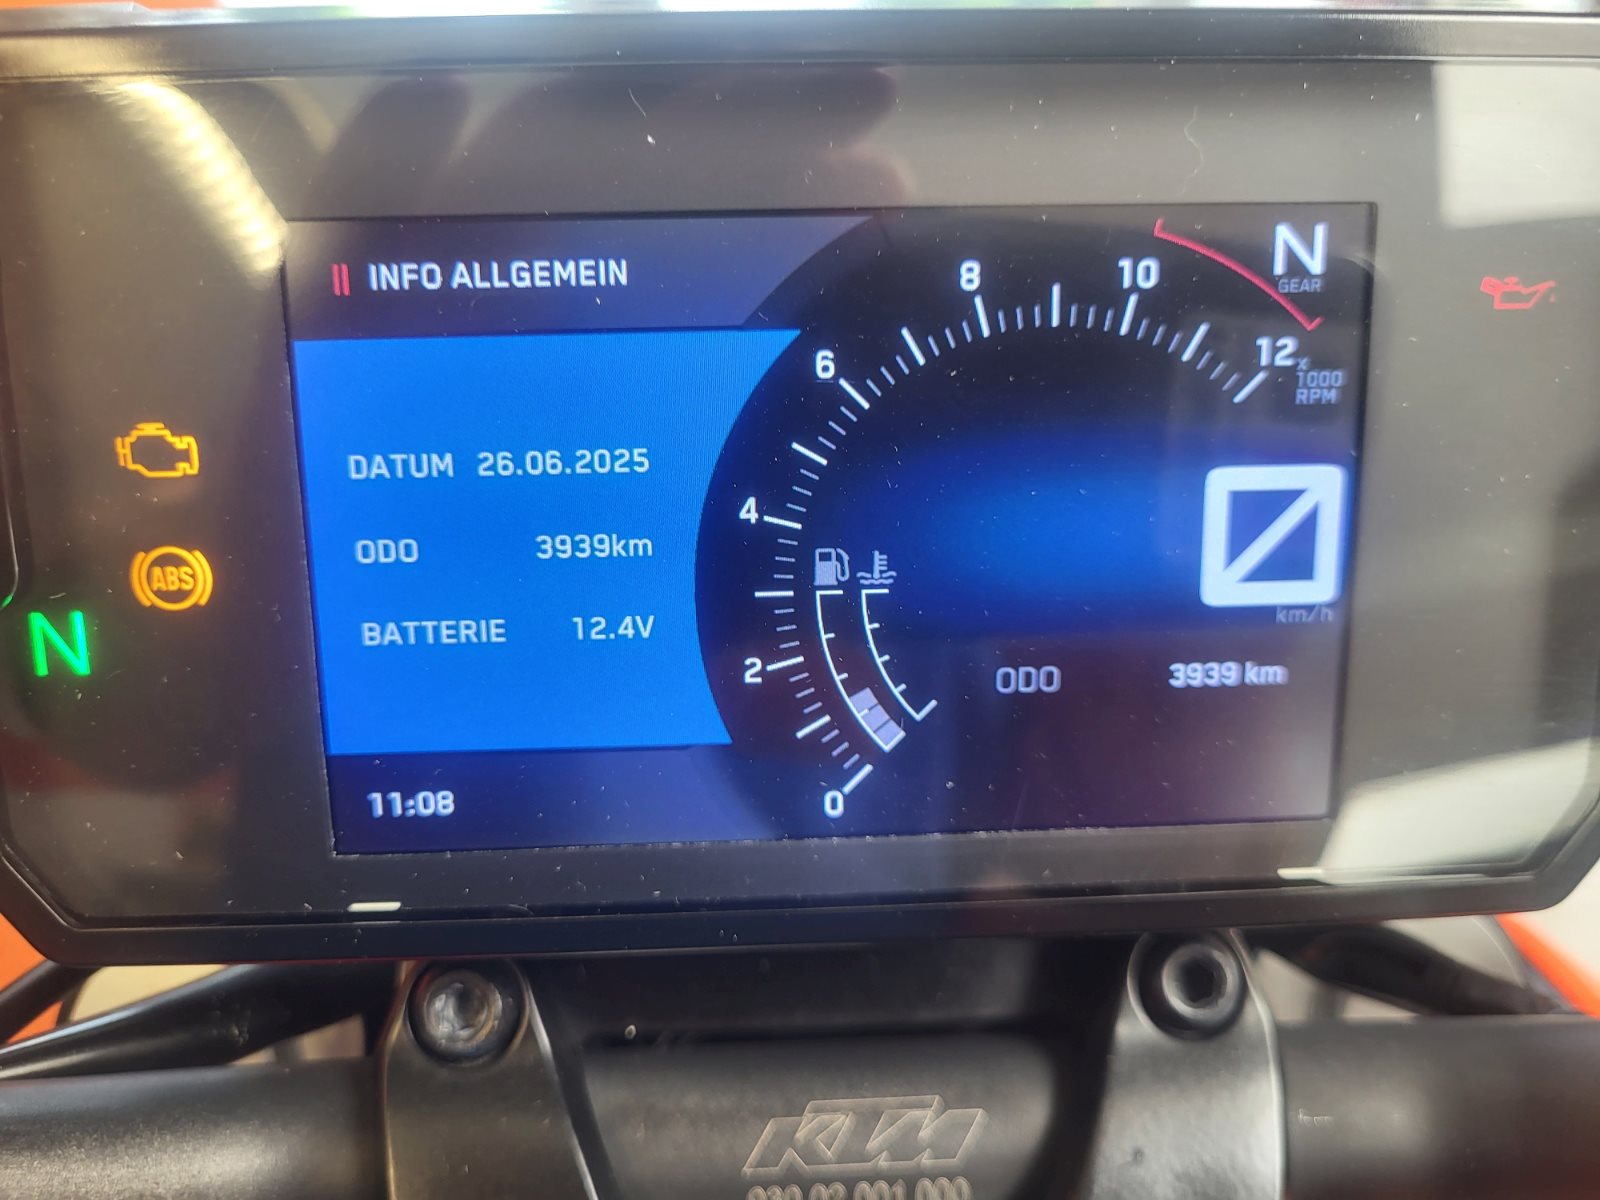 INFO ALLGEMEIN
DATUM 26.06.2025
ODO 3939km
BATTERIE 12.4V
11:08
0
2
4
6
8
10
12
x
1000
RPM
N
GEAR
0
km/h
ODO 3939 km
ABS
N
KTM